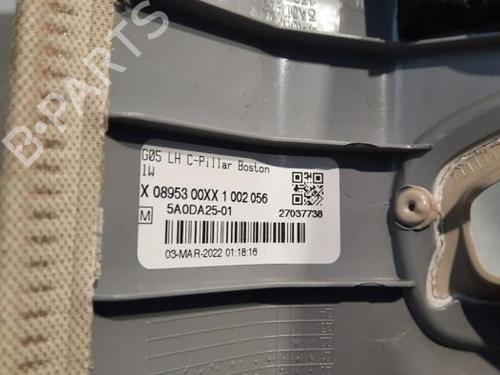 G05 LH C-Pillar Boston
IW
X 08953 00XX 1 002 056
M 5A0DA25-01
27037738
03-MAR-2022 01:18:16
B-PARTS